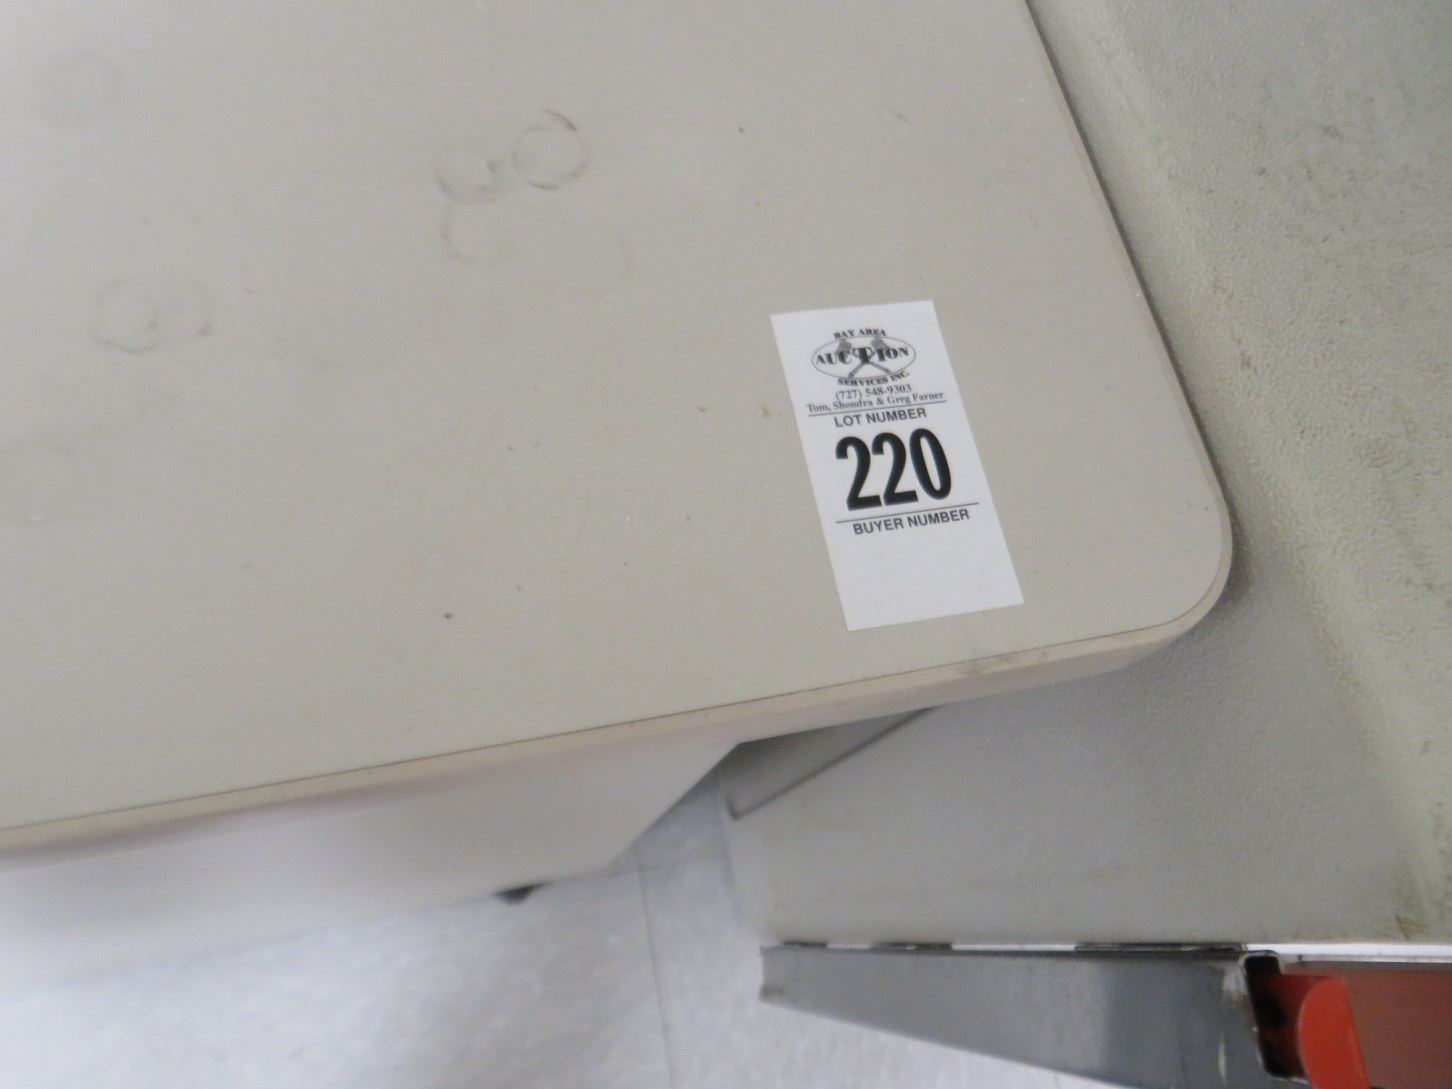 BAY AREA
AUCTION
SERVICES INC.
(727) 548-9303
Tom, Shondra & Greg Farner
LOT NUMBER
220
BUYER NUMBER